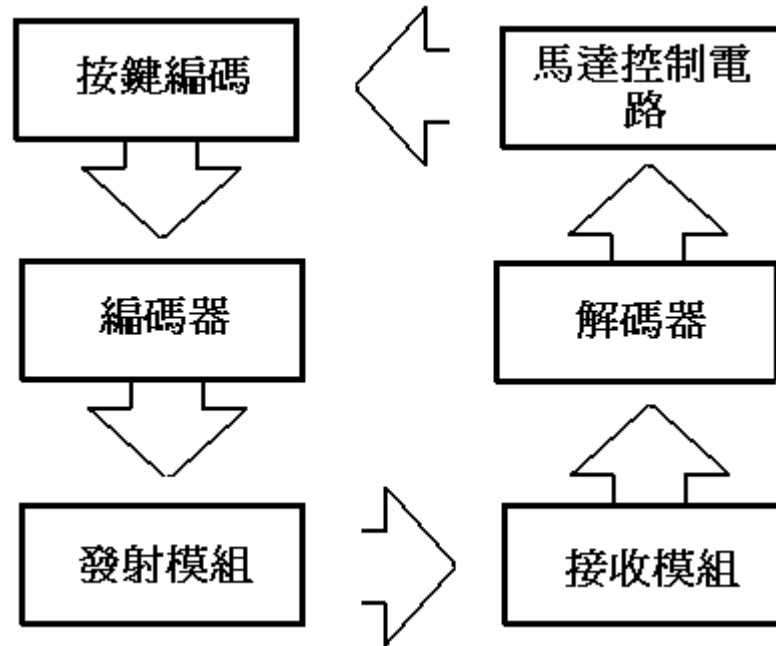 按鍵編碼
馬達控制電
路
編碼器
解碼器
發射模組
接收模組